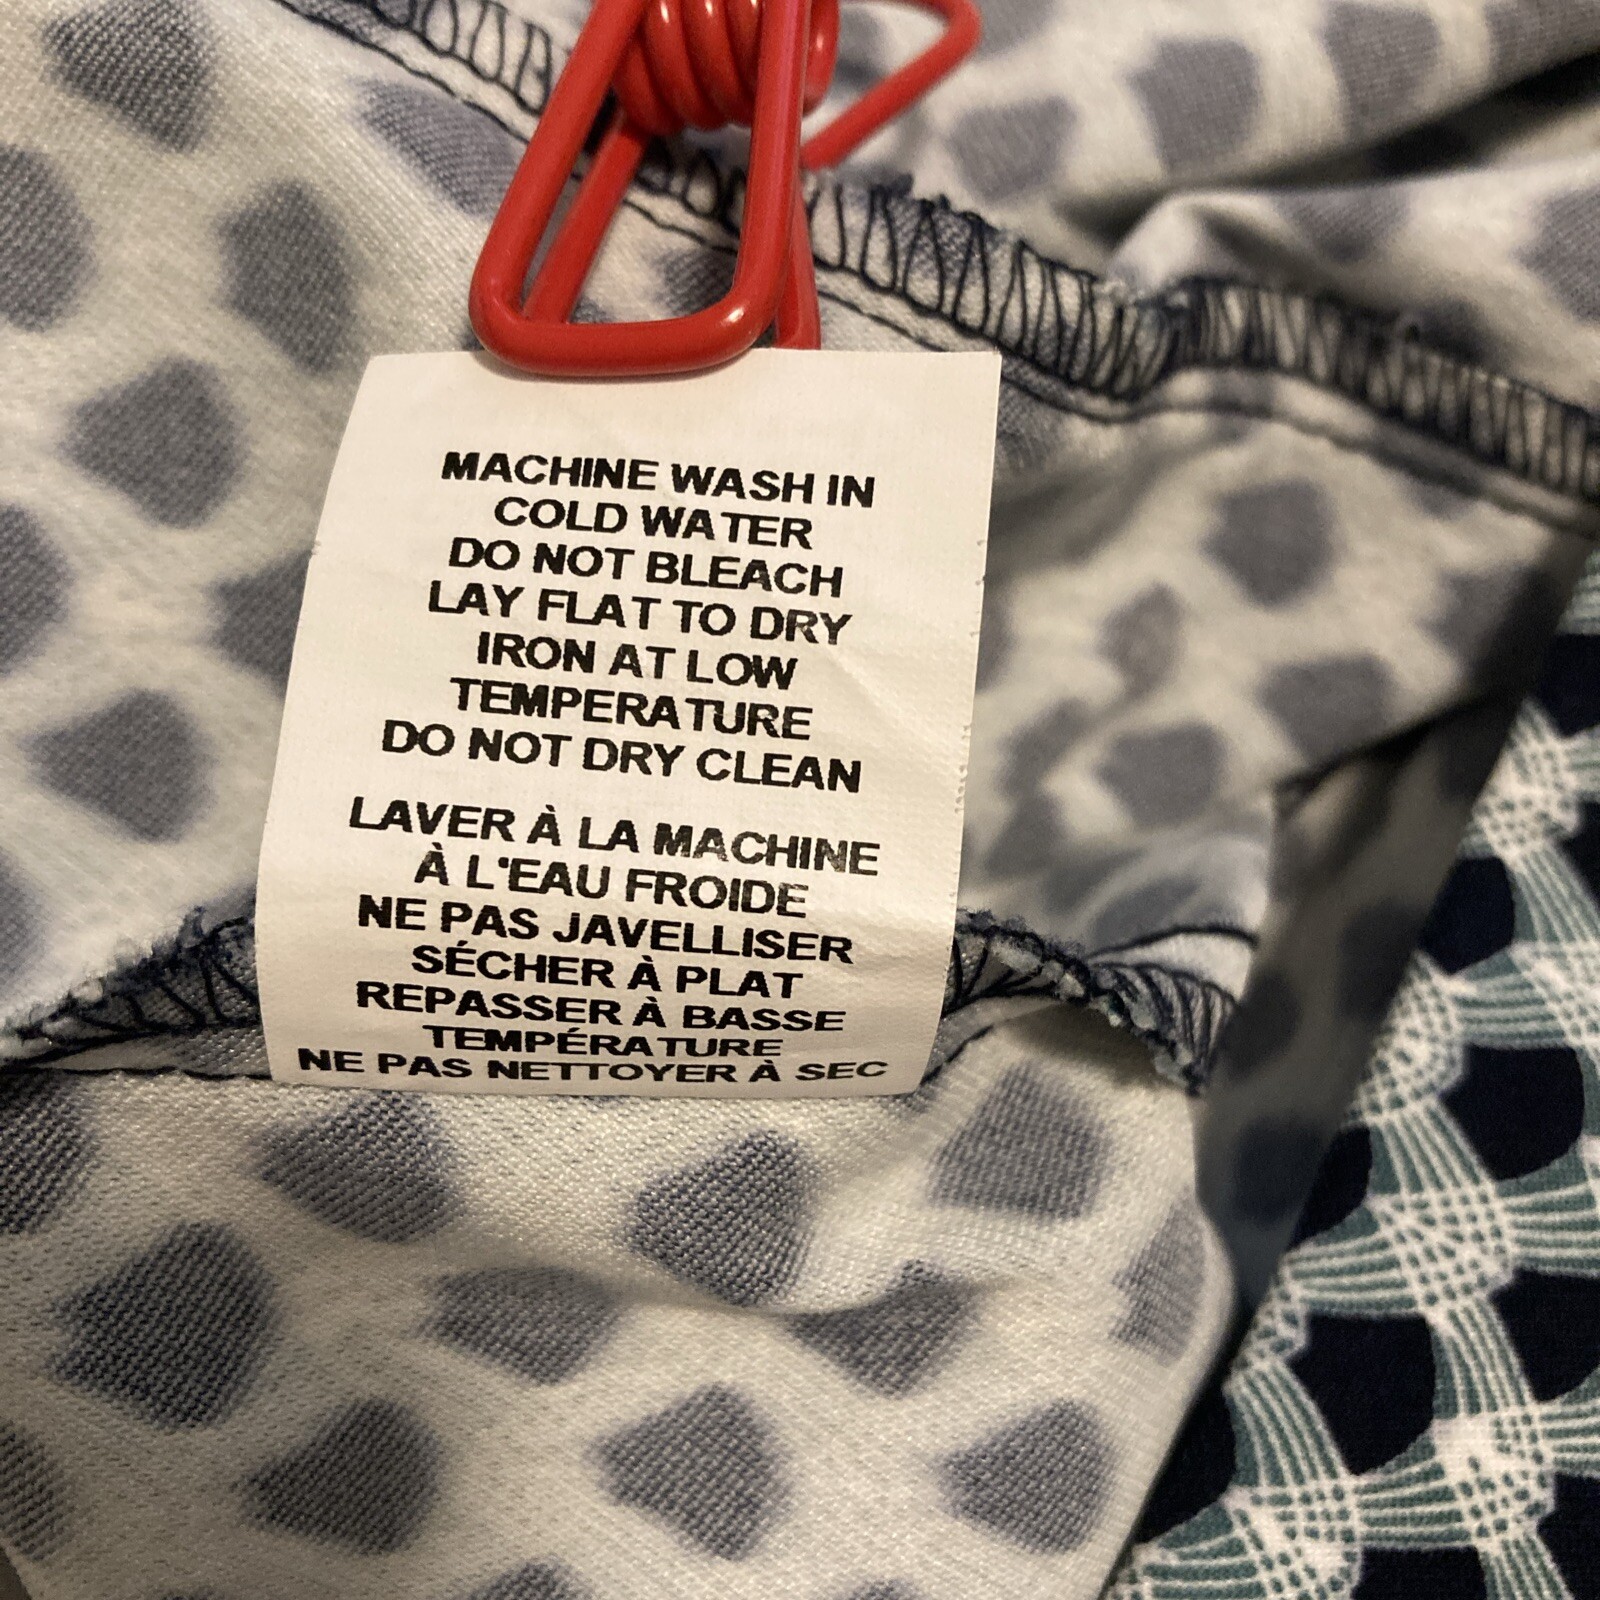 MACHINE WASH IN
COLD WATER
DO NOT BLEACH
LAY FLAT TO DRY
IRON AT LOW
TEMPERATURE
DO NOT DRY CLEAN
LAVER À LA MACHINE
À L'EAU FROIDE
NE PAS JAVELLISER
SÉCHER À PLAT
REPASSER À BASSE
TEMPÉRATURE
NE PAS NETTOYER À SEC